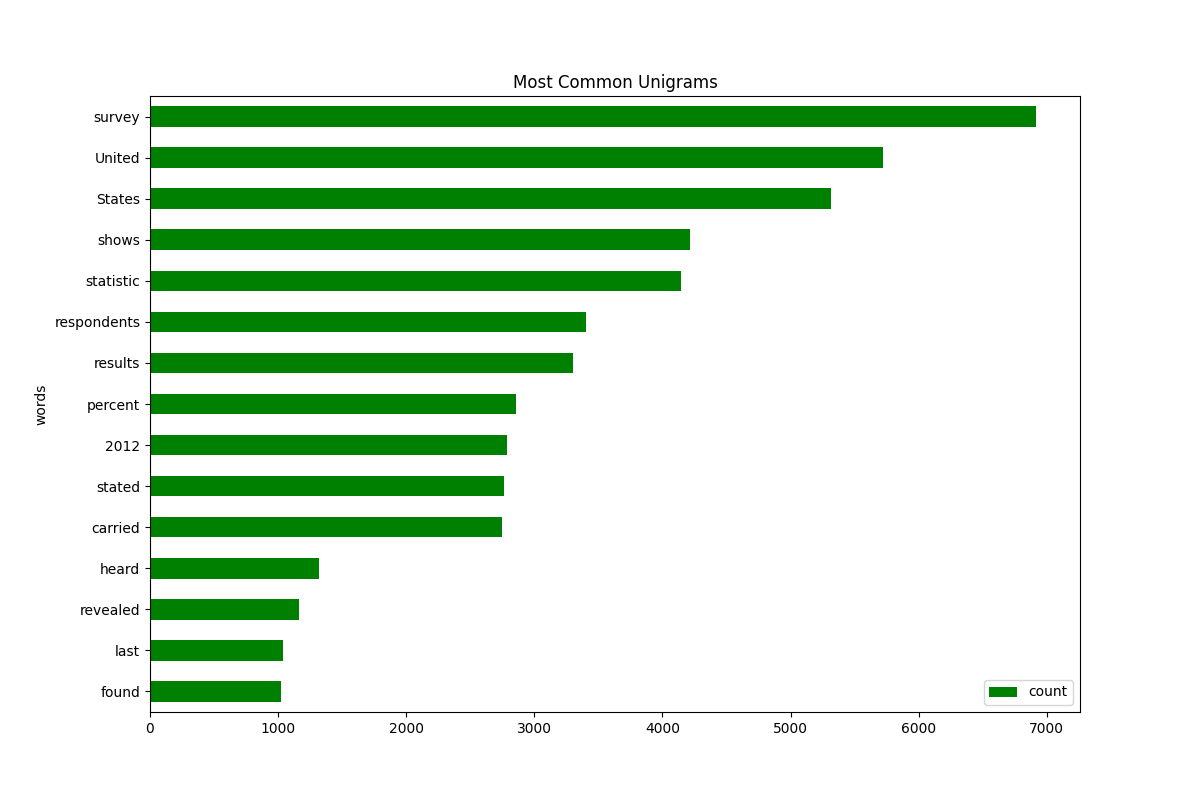 Most Common Unigrams
words
survey
United
States
shows
statistic
respondents
results
percent
2012
stated
carried
heard
revealed
last
found
count
0 1000 2000 3000 4000 5000 6000 7000